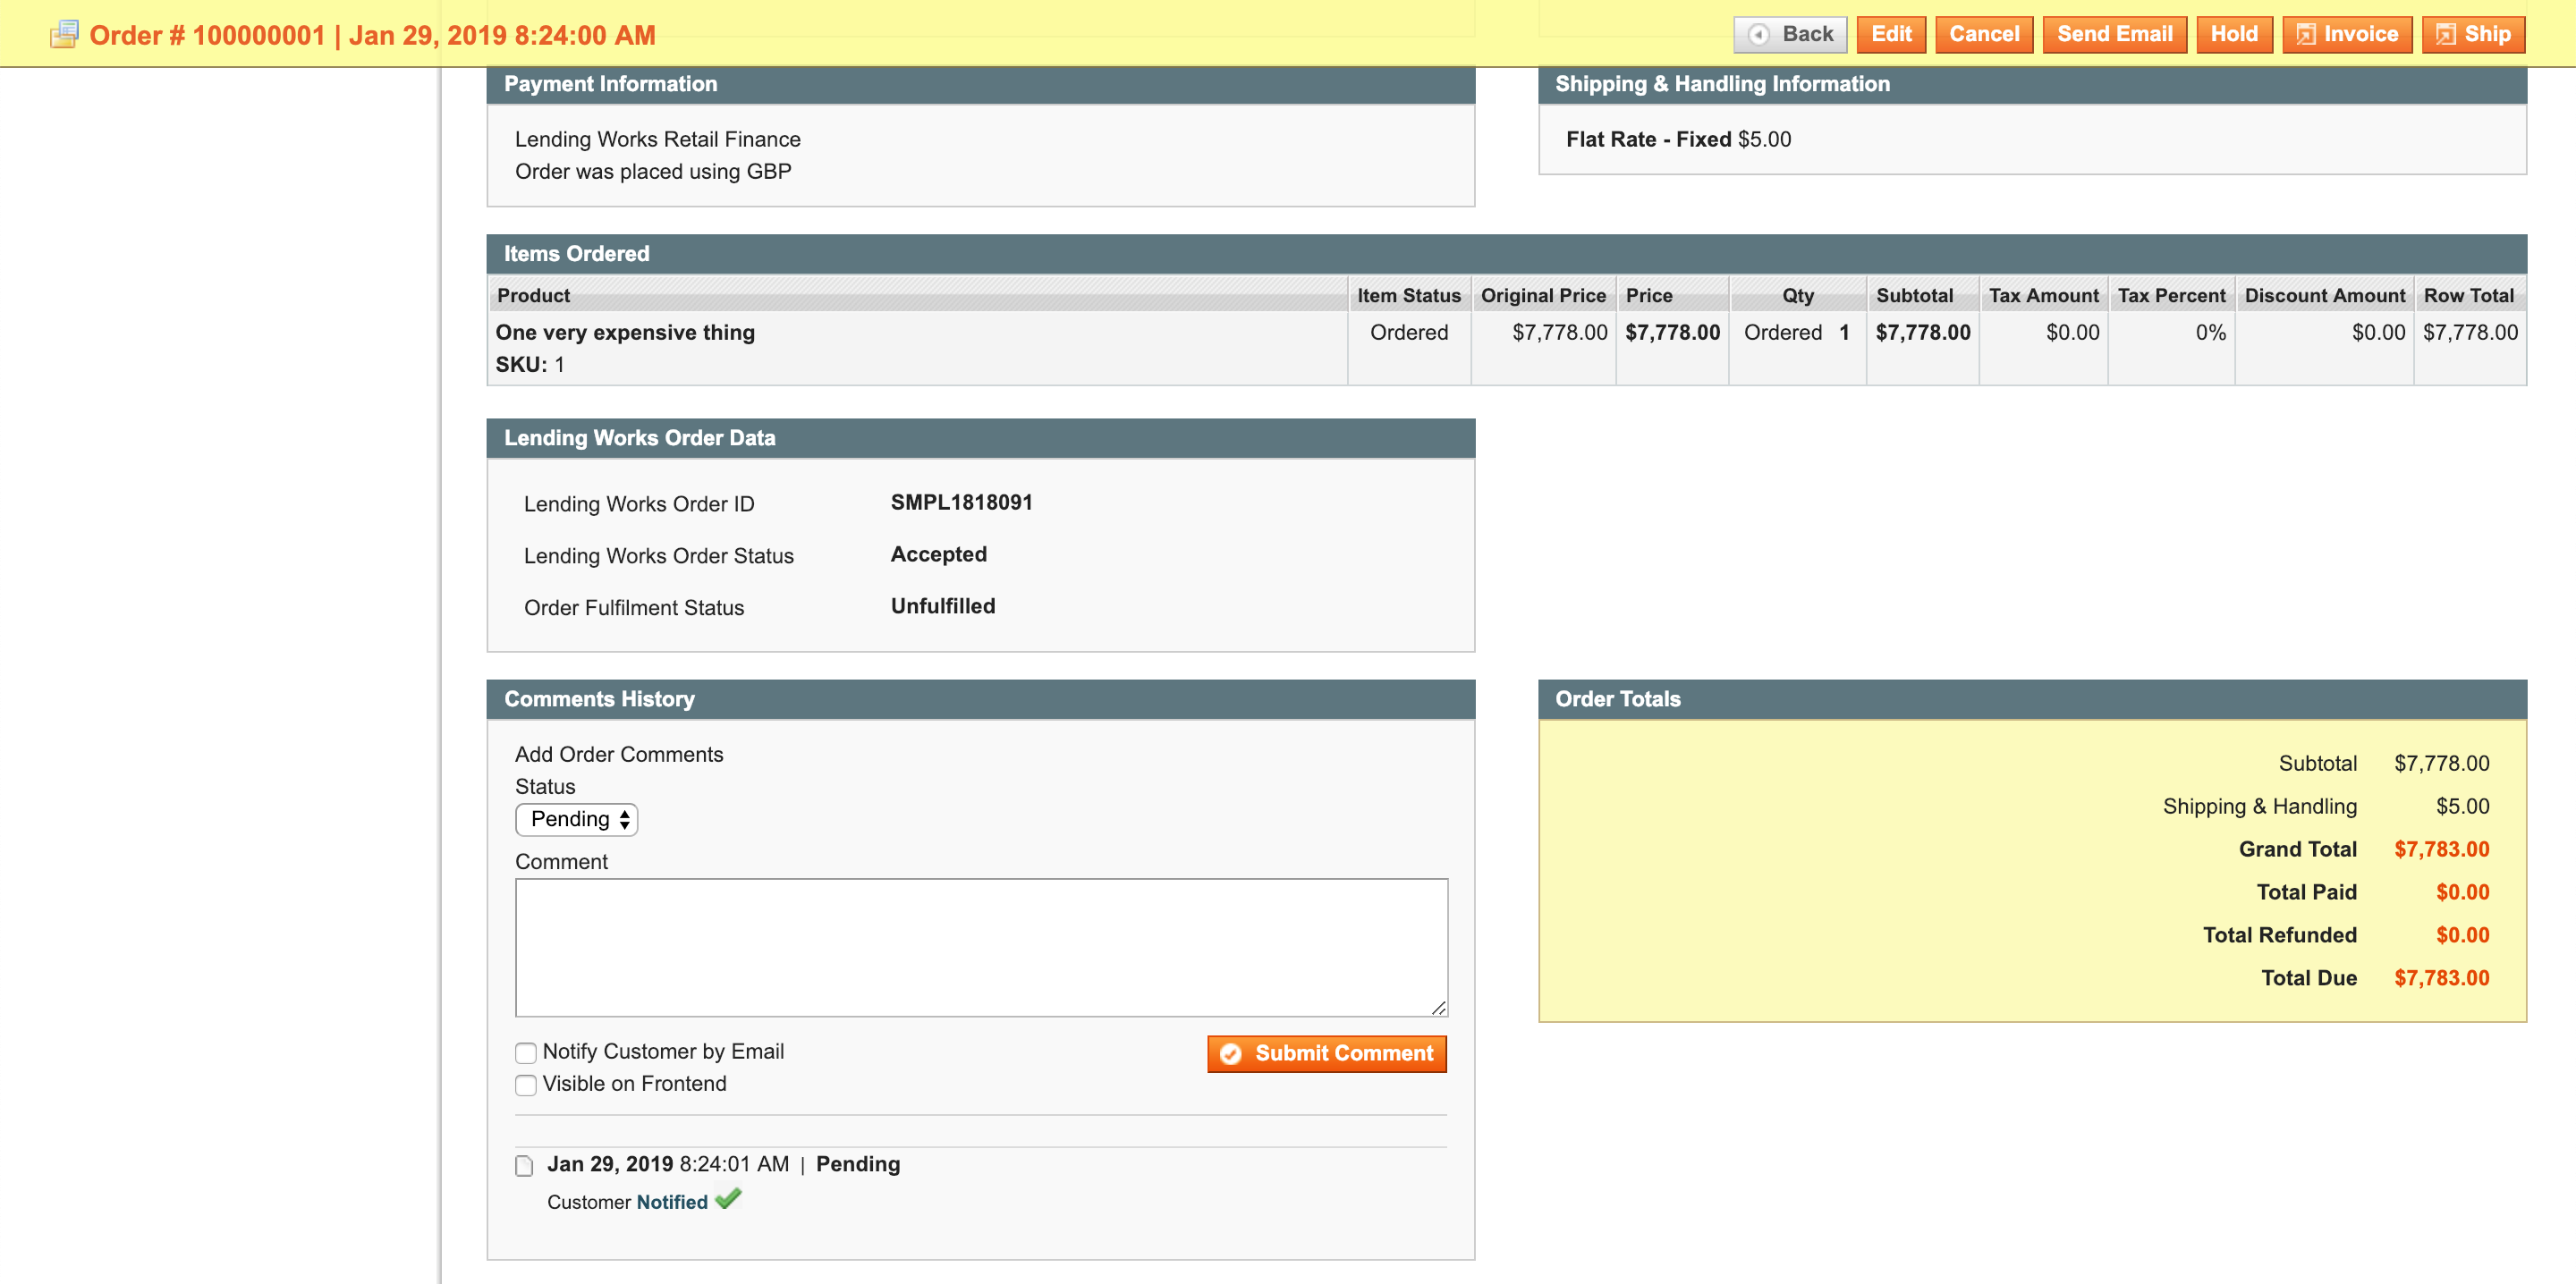 Order # 100000001 | Jan 29, 2019 8:24:00 AM
Back Edit Cancel Send Email Hold Invoice Ship
Payment Information
Lending Works Retail Finance
Order was placed using GBP
Shipping & Handling Information
Flat Rate - Fixed $5.00
Items Ordered
Product Item Status Original Price Price Qty Subtotal Tax Amount Tax Percent Discount Amount Row Total
One very expensive thing Ordered $7,778.00 $7,778.00 Ordered 1 $7,778.00 $0.00 0% $0.00 $7,778.00
SKU: 1
Lending Works Order Data
Lending Works Order ID SMPL1818091
Lending Works Order Status Accepted
Order Fulfilment Status Unfulfilled
Comments History
Add Order Comments
Status
Pending
Comment
Notify Customer by Email
Submit Comment
Visible on Frontend
Jan 29, 2019 8:24:01 AM | Pending
Customer Notified
Order Totals
Subtotal $7,778.00
Shipping & Handling $5.00
Grand Total $7,783.00
Total Paid $0.00
Total Refunded $0.00
Total Due $7,783.00